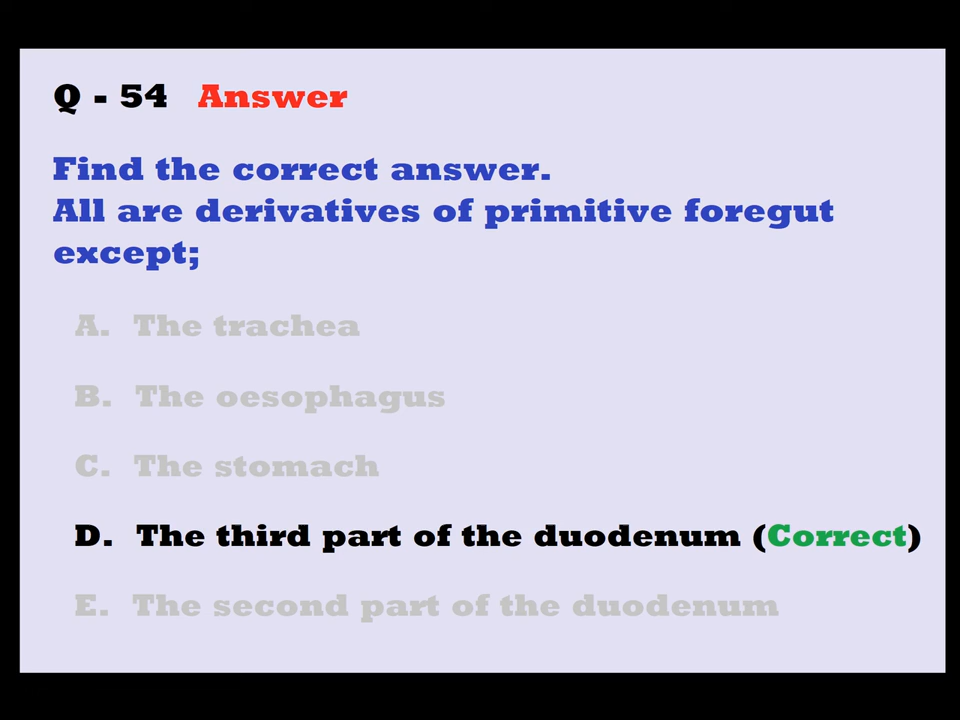 Q - 54 Answer
Find the correct answer.
All are derivatives of primitive foregut
except;
A. The trachea
B. The oesophagus
C. The stomach
D. The third part of the duodenum (Correct)
E. The second part of the duodenum